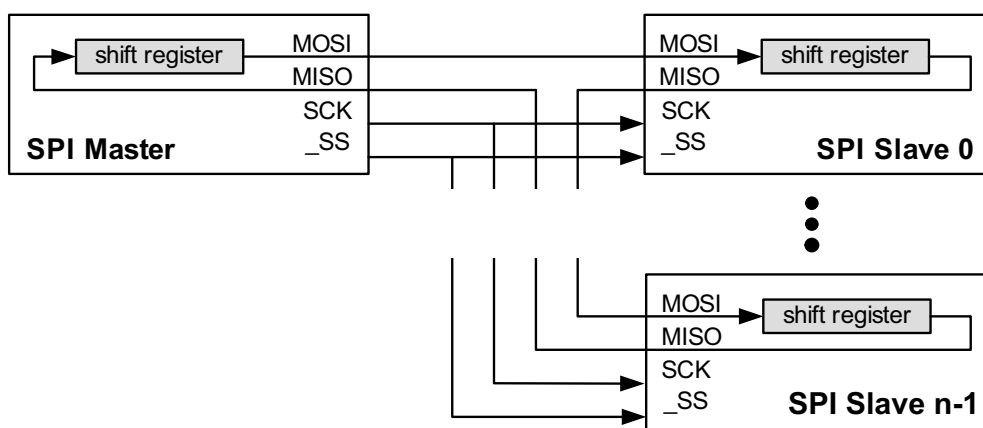 shift register
MOSI
MISO
SCK
_SS
SPI Master
MOSI
MISO
SCK
_SS
shift register
SPI Slave 0
MOSI
MISO
SCK
_SS
shift register
SPI Slave n-1